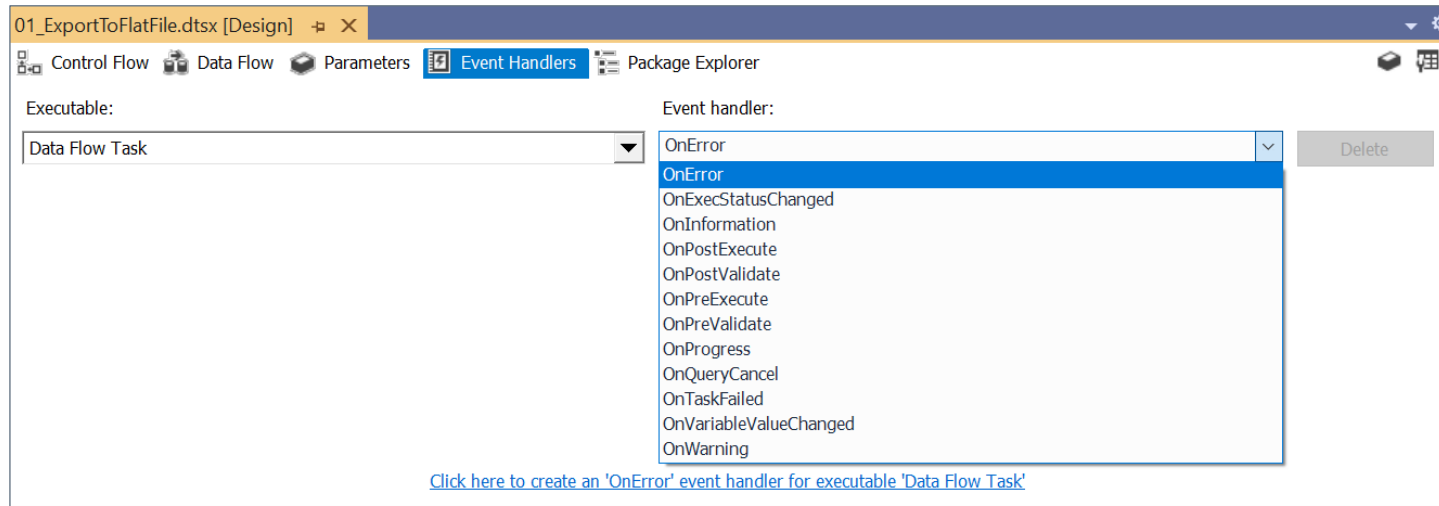 01_ExportToFlatFile.dtsx [Design]
Control Flow Data Flow Parameters Event Handlers Package Explorer
Executable: Event handler:
Data Flow Task OnError Delete
OnError
OnExecStatusChanged
OnInformation
OnPostExecute
OnPostValidate
OnPreExecute
OnPreValidate
OnProgress
OnQueryCancel
OnTaskFailed
OnVariableValueChanged
OnWarning
Click here to create an 'OnError' event handler for executable 'Data Flow Task'